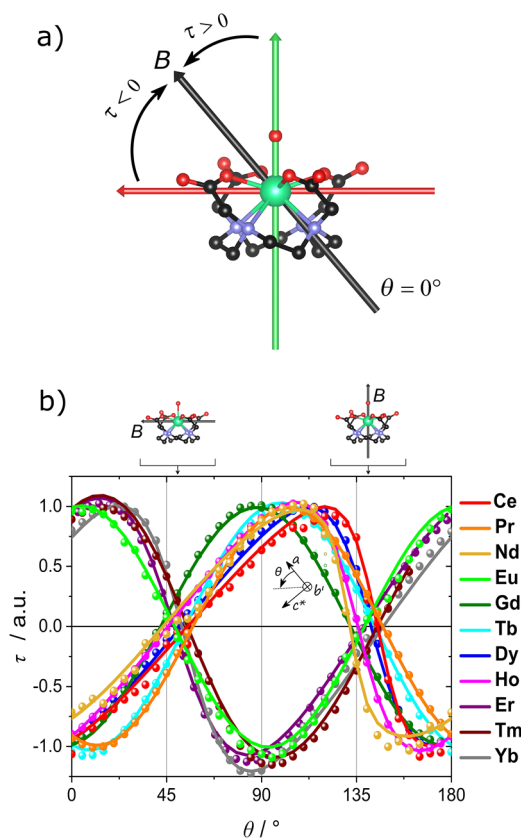 a)
τ > 0
B
τ < 0
θ = 0°
b)
B
B
1.0
0.5
0.0
-0.5
-1.0
τ / a.u.
a
θ
b'
c*
0
45
90
135
180
θ / °
Ce
Pr
Nd
Eu
Gd
Tb
Dy
Ho
Er
Tm
Yb